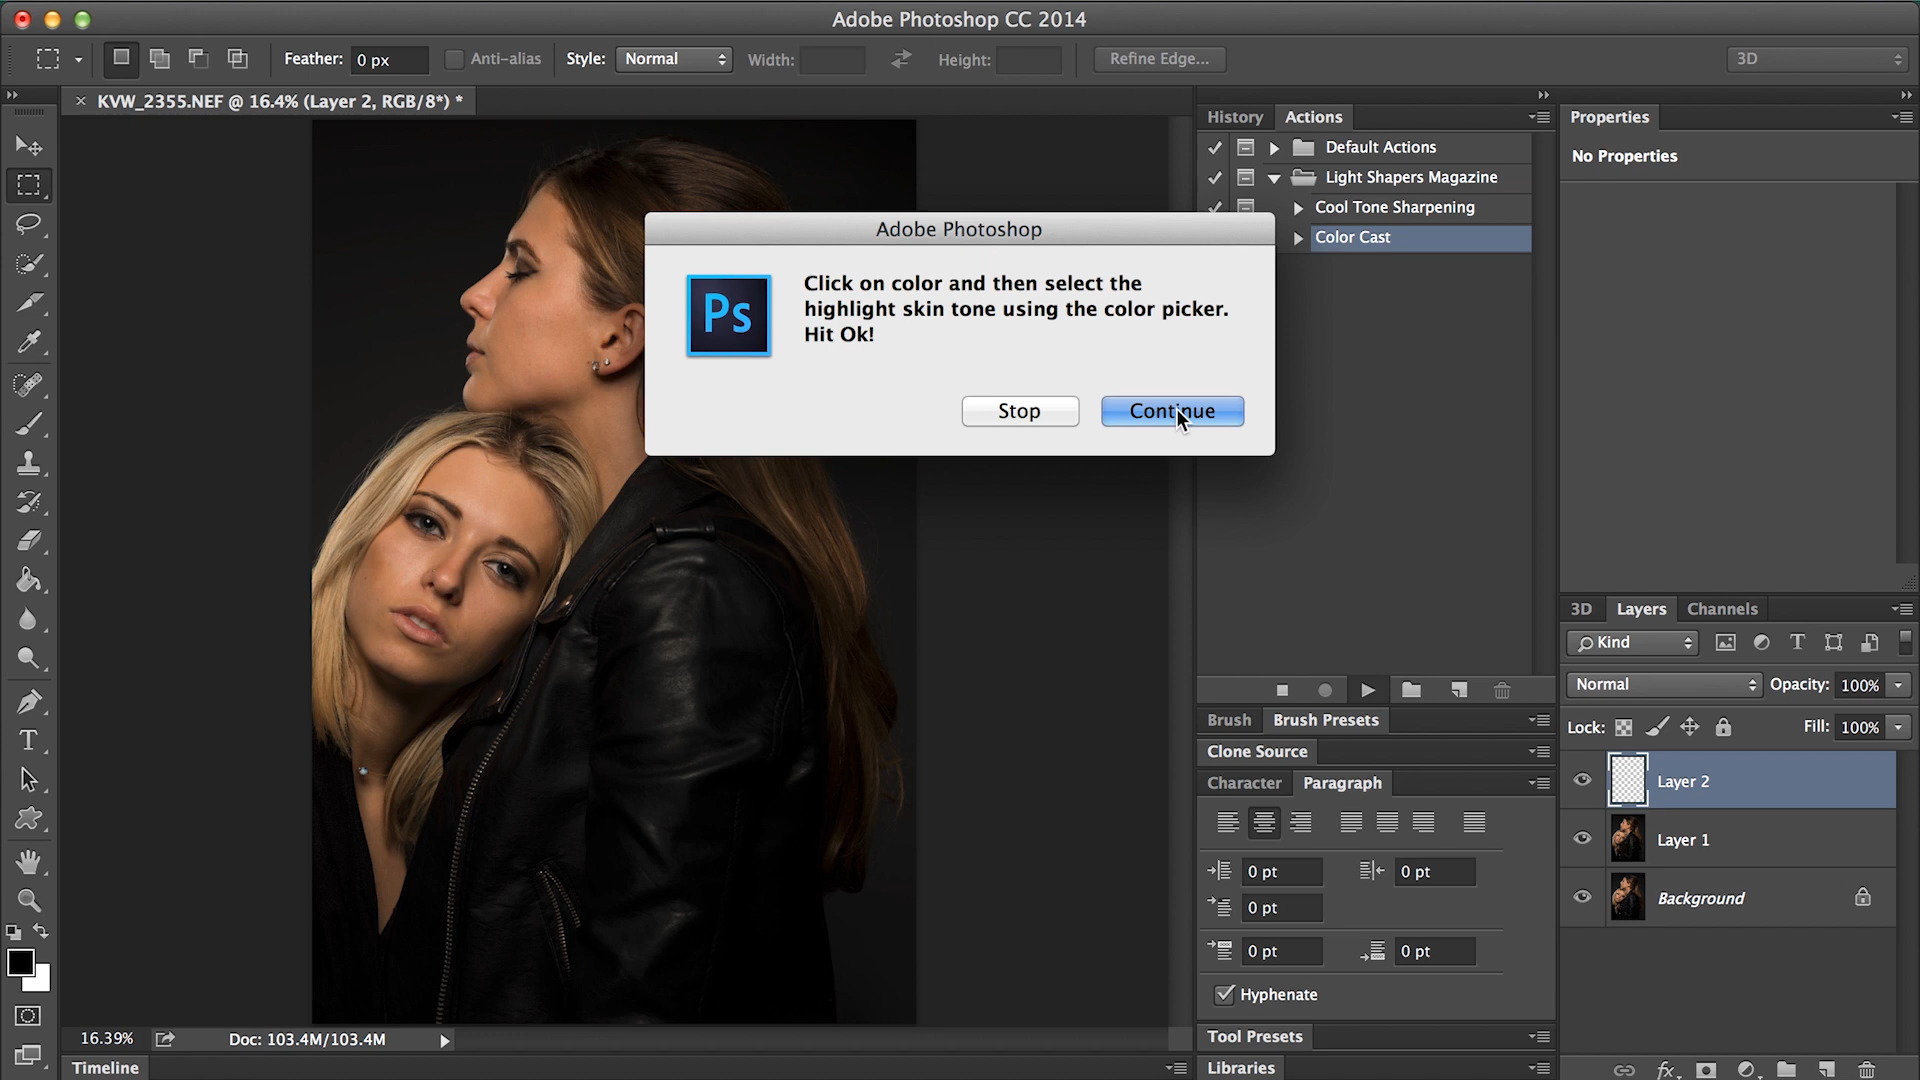 Adobe Photoshop CC 2014
Feather: 0 px Anti-alias Style: Normal Width: Height: Refine Edge... 3D
KVW_2355.NEF @ 16.4% (Layer 2, RGB/8*) *
History Actions
Default Actions
Light Shapers Magazine
Cool Tone Sharpening
Color Cast
Properties
No Properties
Adobe Photoshop
Ps
Click on color and then select the
highlight skin tone using the color picker.
Hit Ok!
Stop Continue
Brush Brush Presets
Clone Source
Character Paragraph
0 pt 0 pt
0 pt
0 pt 0 pt
Hyphenate
Tool Presets
Libraries
3D Layers Channels
Kind
Normal Opacity: 100%
Lock: Fill: 100%
Layer 2
Layer 1
Background
16.39% Doc: 103.4M/103.4M
Timeline